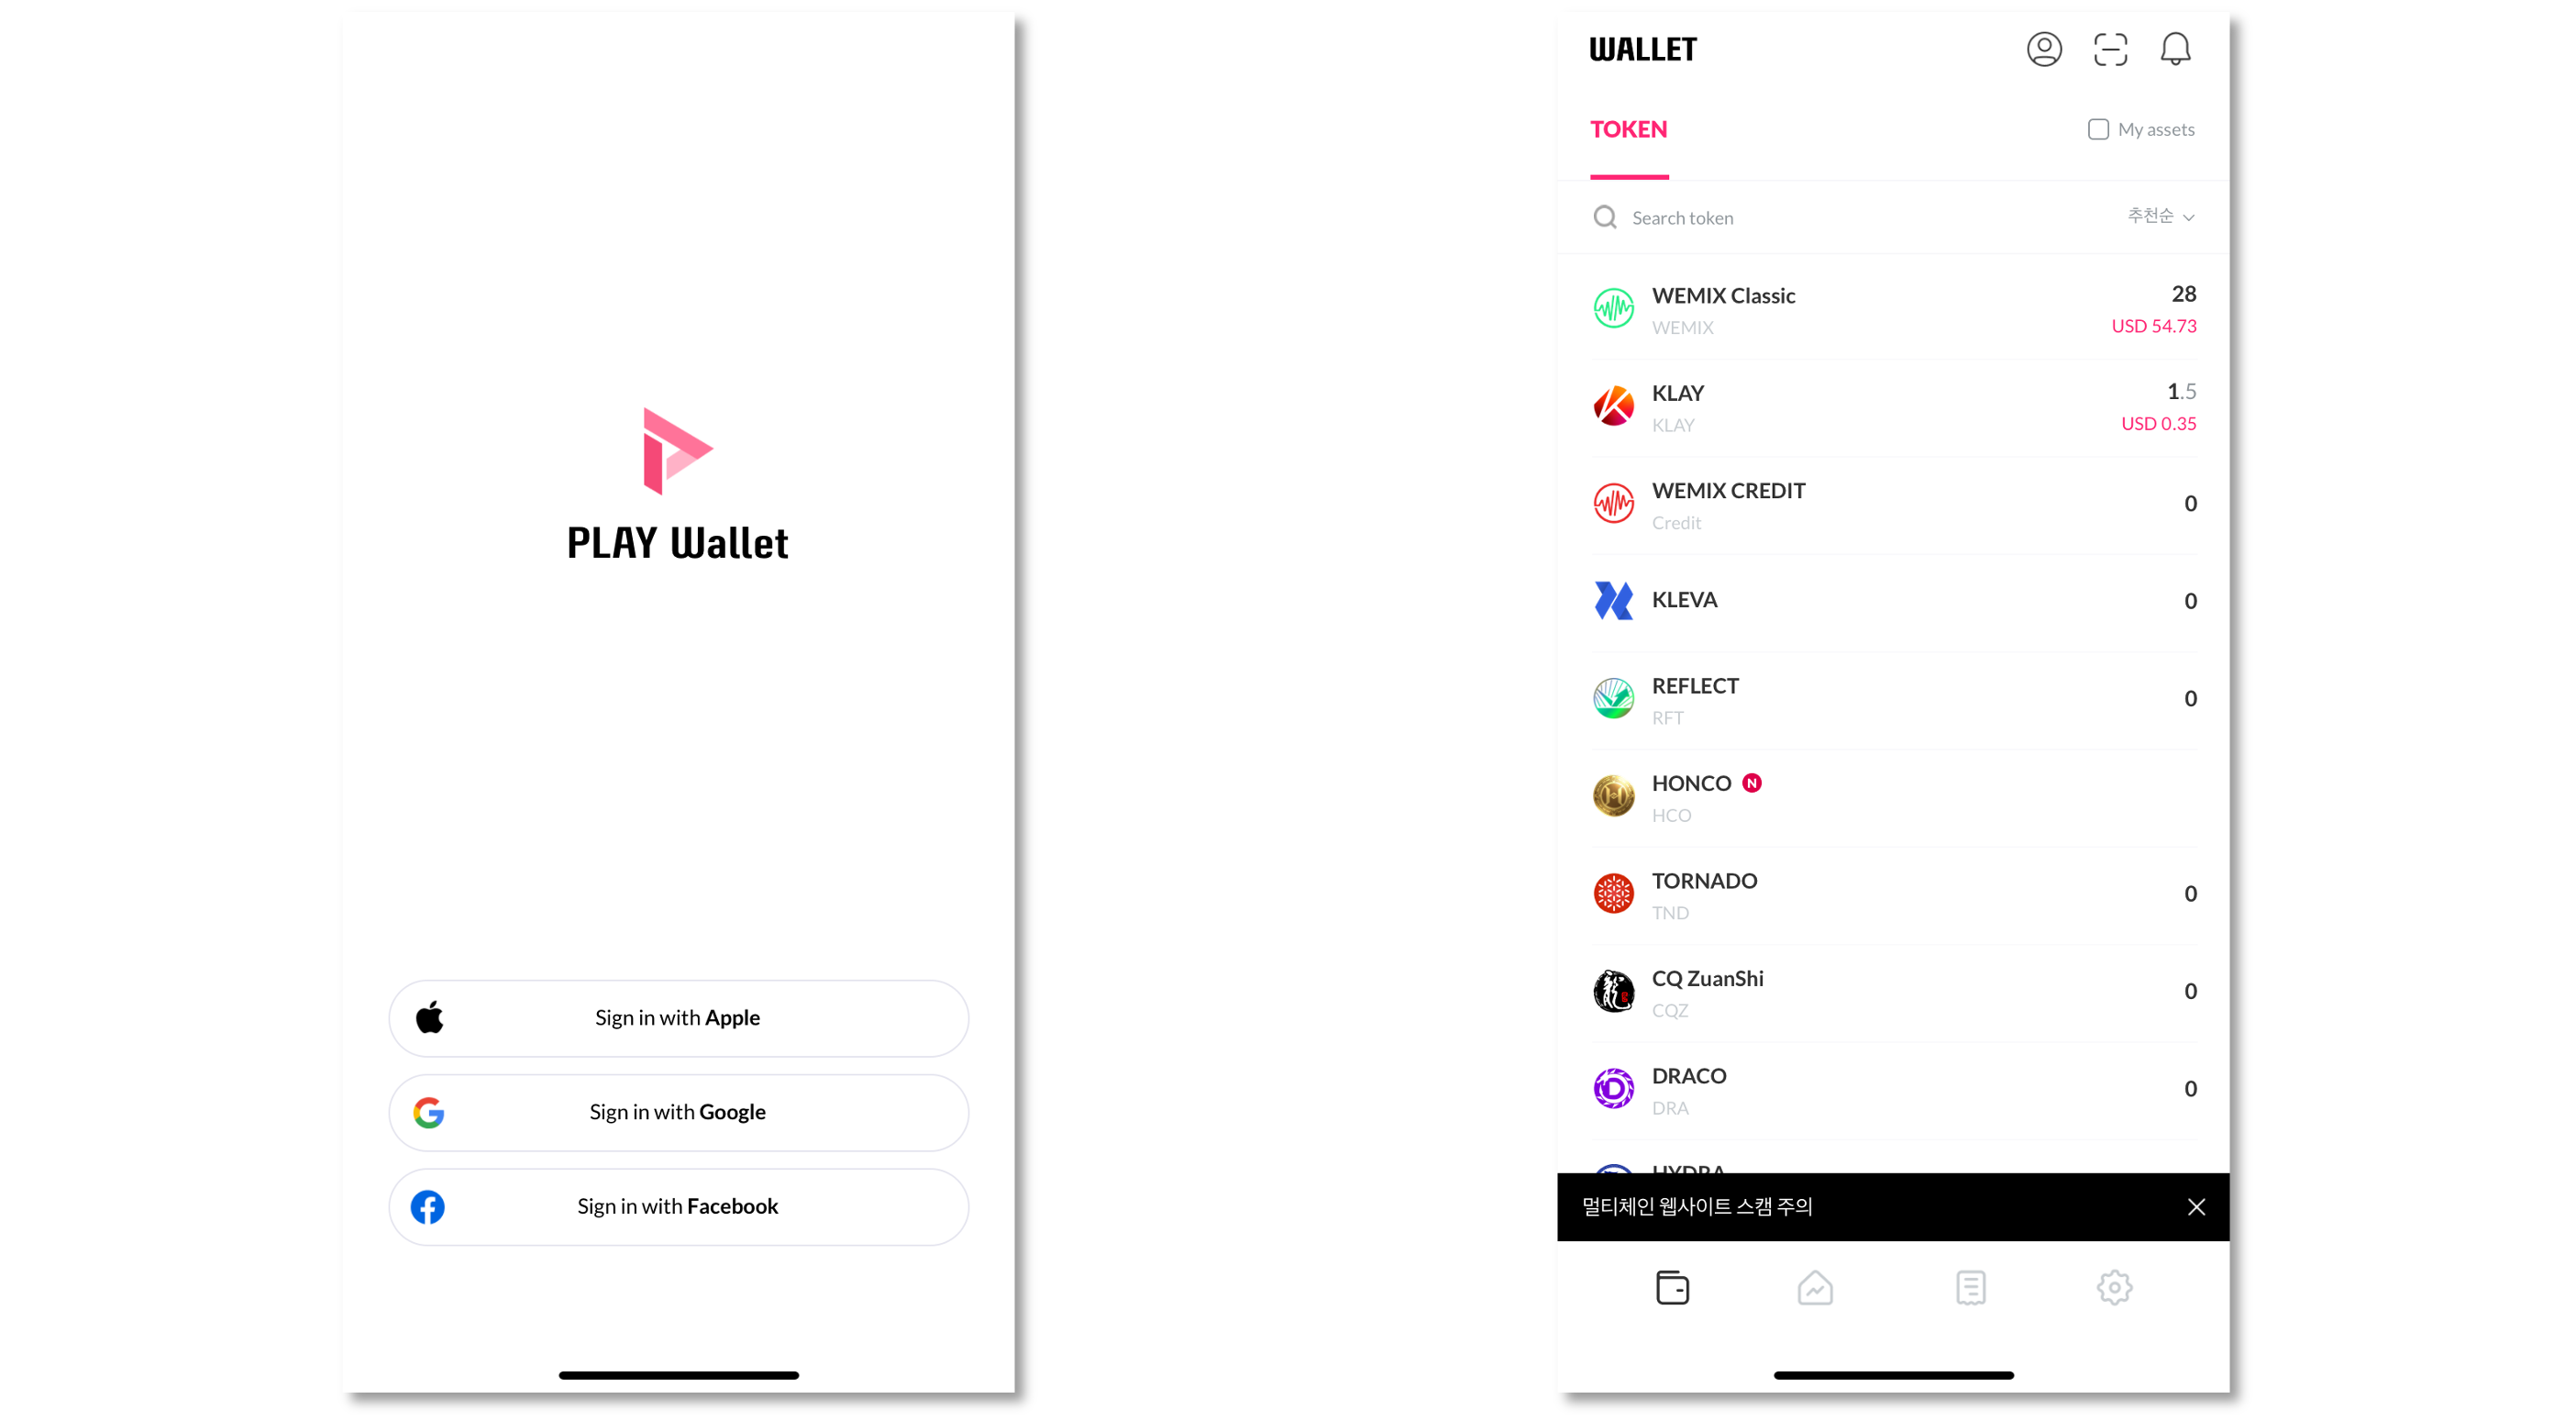 PLAY Wallet
Sign in with Apple
Sign in with Google
Sign in with Facebook
WALLET
TOKEN
My assets
Search token
추천순
WEMIX Classic
28
WEMIX
USD 54.73
KLAY
1.5
KLAY
USD 0.35
WEMIX CREDIT
Credit
0
KLEVA
0
REFLECT
RFT
0
HONCO N
HCO
TORNADO
TND
0
CQ ZuanShi
CQZ
0
DRACO
DRA
0
HYDRA
멀티체인 웹사이트 스캠 주의